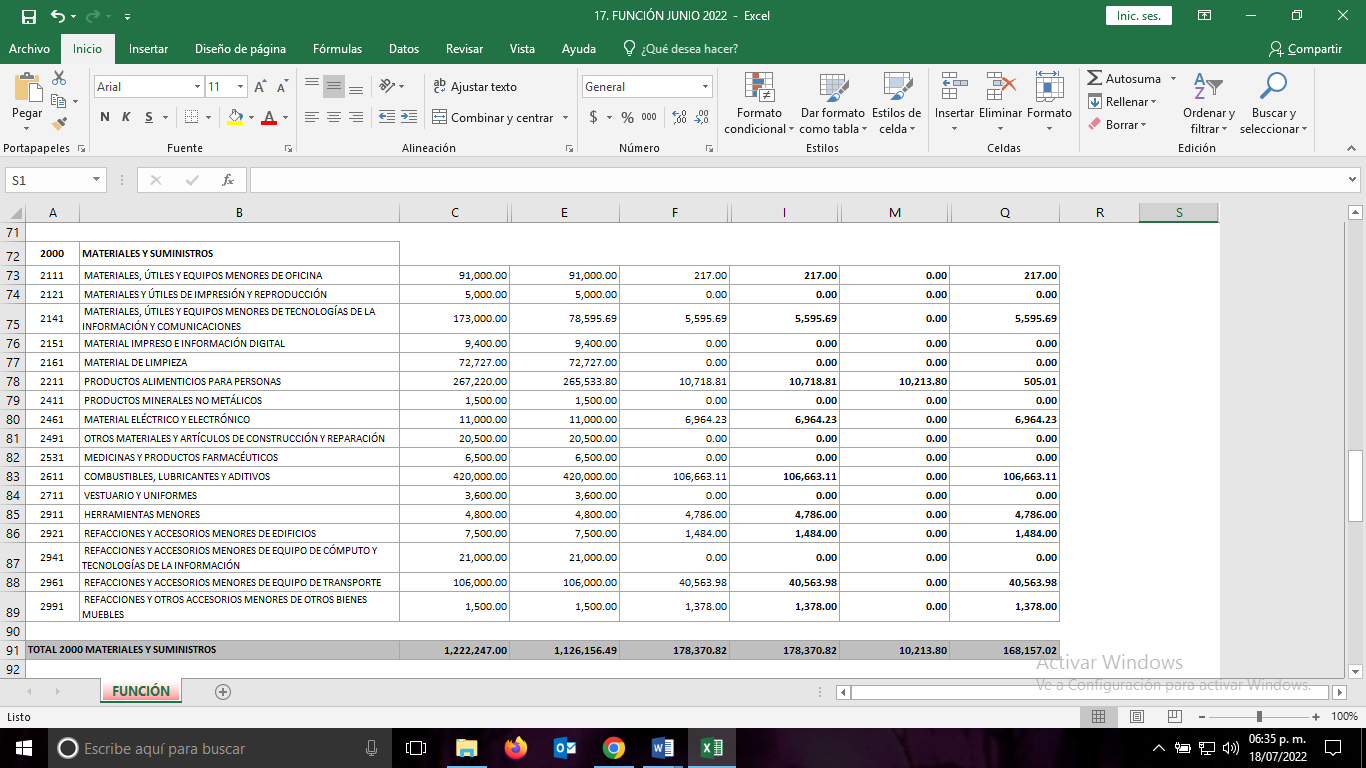 17. FUNCIÓN JUNIO 2022 - Excel
Inic. ses.
Archivo Inicio Insertar Diseño de página Fórmulas Datos Revisar Vista Ayuda ¿Qué desea hacer? Compartir
Pegar
Arial 11 A A
N K S A
ab Ajustar texto
Combinar y centrar
General
$ % 000
Formato condicional
Dar formato como tabla
Estilos de celda
Insertar Eliminar Formato
Autosuma
Rellenar
Borrar
Ordenar y filtrar
Buscar y seleccionar
Portapapeles Fuente Alineación Número Estilos Celdas Edición
S1 fx
A B C E F I M Q R S
71
72 2000 MATERIALES Y SUMINISTROS
73 2111 MATERIALES, ÚTILES Y EQUIPOS MENORES DE OFICINA 91,000.00 91,000.00 217.00 217.00 0.00 217.00
74 2121 MATERIALES Y ÚTILES DE IMPRESIÓN Y REPRODUCCIÓN 5,000.00 5,000.00 0.00 0.00 0.00 0.00
75 2141 MATERIALES, ÚTILES Y EQUIPOS MENORES DE TECNOLOGÍAS DE LA
INFORMACIÓN Y COMUNICACIONES 173,000.00 78,595.69 5,595.69 5,595.69 0.00 5,595.69
76 2151 MATERIAL IMPRESO E INFORMACIÓN DIGITAL 9,400.00 9,400.00 0.00 0.00 0.00 0.00
77 2161 MATERIAL DE LIMPIEZA 72,727.00 72,727.00 0.00 0.00 0.00 0.00
78 2211 PRODUCTOS ALIMENTICIOS PARA PERSONAS 267,220.00 265,533.80 10,718.81 10,718.81 10,213.80 505.01
79 2411 PRODUCTOS MINERALES NO METÁLICOS 1,500.00 1,500.00 0.00 0.00 0.00 0.00
80 2461 MATERIAL ELÉCTRICO Y ELECTRÓNICO 11,000.00 11,000.00 6,964.23 6,964.23 0.00 6,964.23
81 2491 OTROS MATERIALES Y ARTÍCULOS DE CONSTRUCCIÓN Y REPARACIÓN 20,500.00 20,500.00 0.00 0.00 0.00 0.00
82 2531 MEDICINAS Y PRODUCTOS FARMACÉUTICOS 6,500.00 6,500.00 0.00 0.00 0.00 0.00
83 2611 COMBUSTIBLES, LUBRICANTES Y ADITIVOS 420,000.00 420,000.00 106,663.11 106,663.11 0.00 106,663.11
84 2711 VESTUARIO Y UNIFORMES 3,600.00 3,600.00 0.00 0.00 0.00 0.00
85 2911 HERRAMIENTAS MENORES 4,800.00 4,800.00 4,786.00 4,786.00 0.00 4,786.00
86 2921 REFACCIONES Y ACCESORIOS MENORES DE EDIFICIOS 7,500.00 7,500.00 1,484.00 1,484.00 0.00 1,484.00
87 2941 REFACCIONES Y ACCESORIOS MENORES DE EQUIPO DE CÓMPUTO Y
TECNOLOGÍAS DE LA INFORMACIÓN 21,000.00 21,000.00 0.00 0.00 0.00 0.00
88 2961 REFACCIONES Y ACCESORIOS MENORES DE EQUIPO DE TRANSPORTE 106,000.00 106,000.00 40,563.98 40,563.98 0.00 40,563.98
89 2991 REFACCIONES Y OTROS ACCESORIOS MENORES DE OTROS BIENES
MUEBLES 1,500.00 1,500.00 1,378.00 1,378.00 0.00 1,378.00
90
91 TOTAL 2000 MATERIALES Y SUMINISTROS 1,222,247.00 1,126,156.49 178,370.82 178,370.82 10,213.80 168,157.02
92
Activar Windows
Ve a Configuración para activar Windows.
FUNCIÓN
Listo 100%
Escribe aquí para buscar
06:35 p. m.
18/07/2022